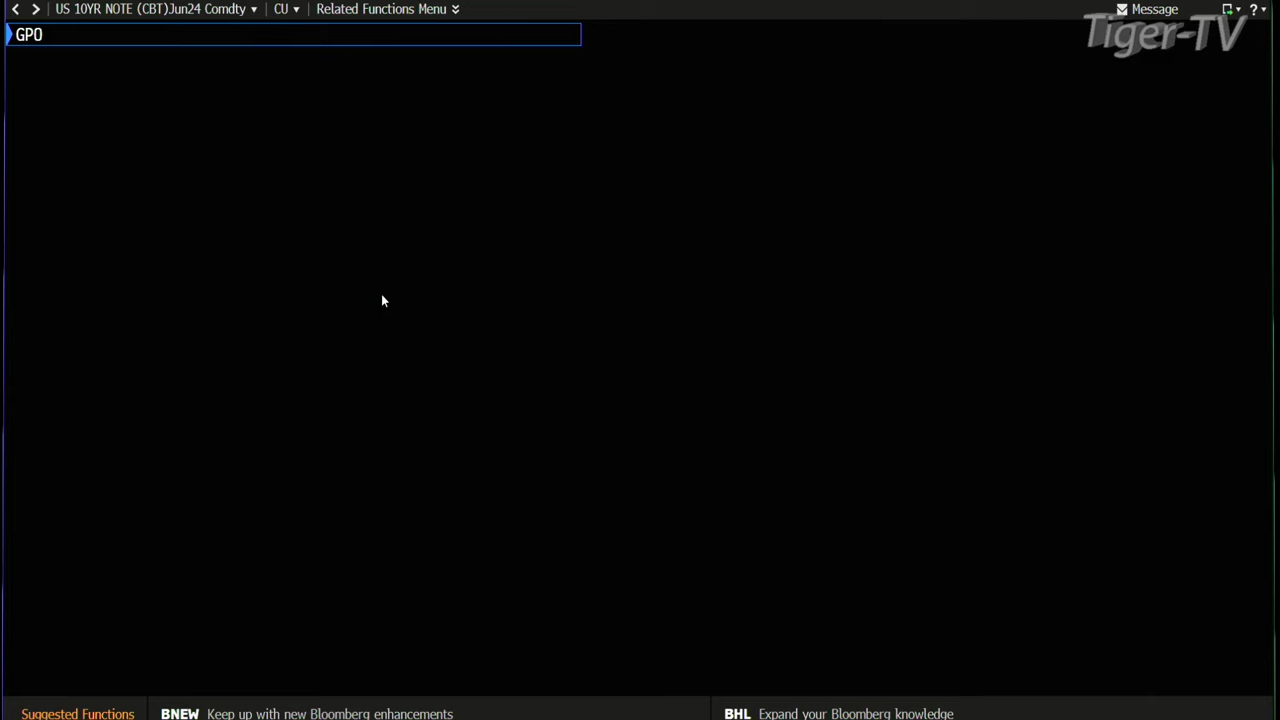 US 10YR NOTE (CBT)Jun24 Comdty CU Related Functions Menu Message ?
GPO
Tiger-TV
Suggested Functions BNEW Keep up with new Bloomberg enhancements BHL Expand your Bloomberg knowledge